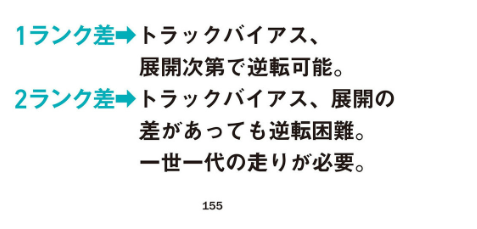 1ランク差➡トラックバイアス、
展開次第で逆転可能。
2ランク差➡トラックバイアス、展開の
差があっても逆転困難。
一世一代の走りが必要。
155